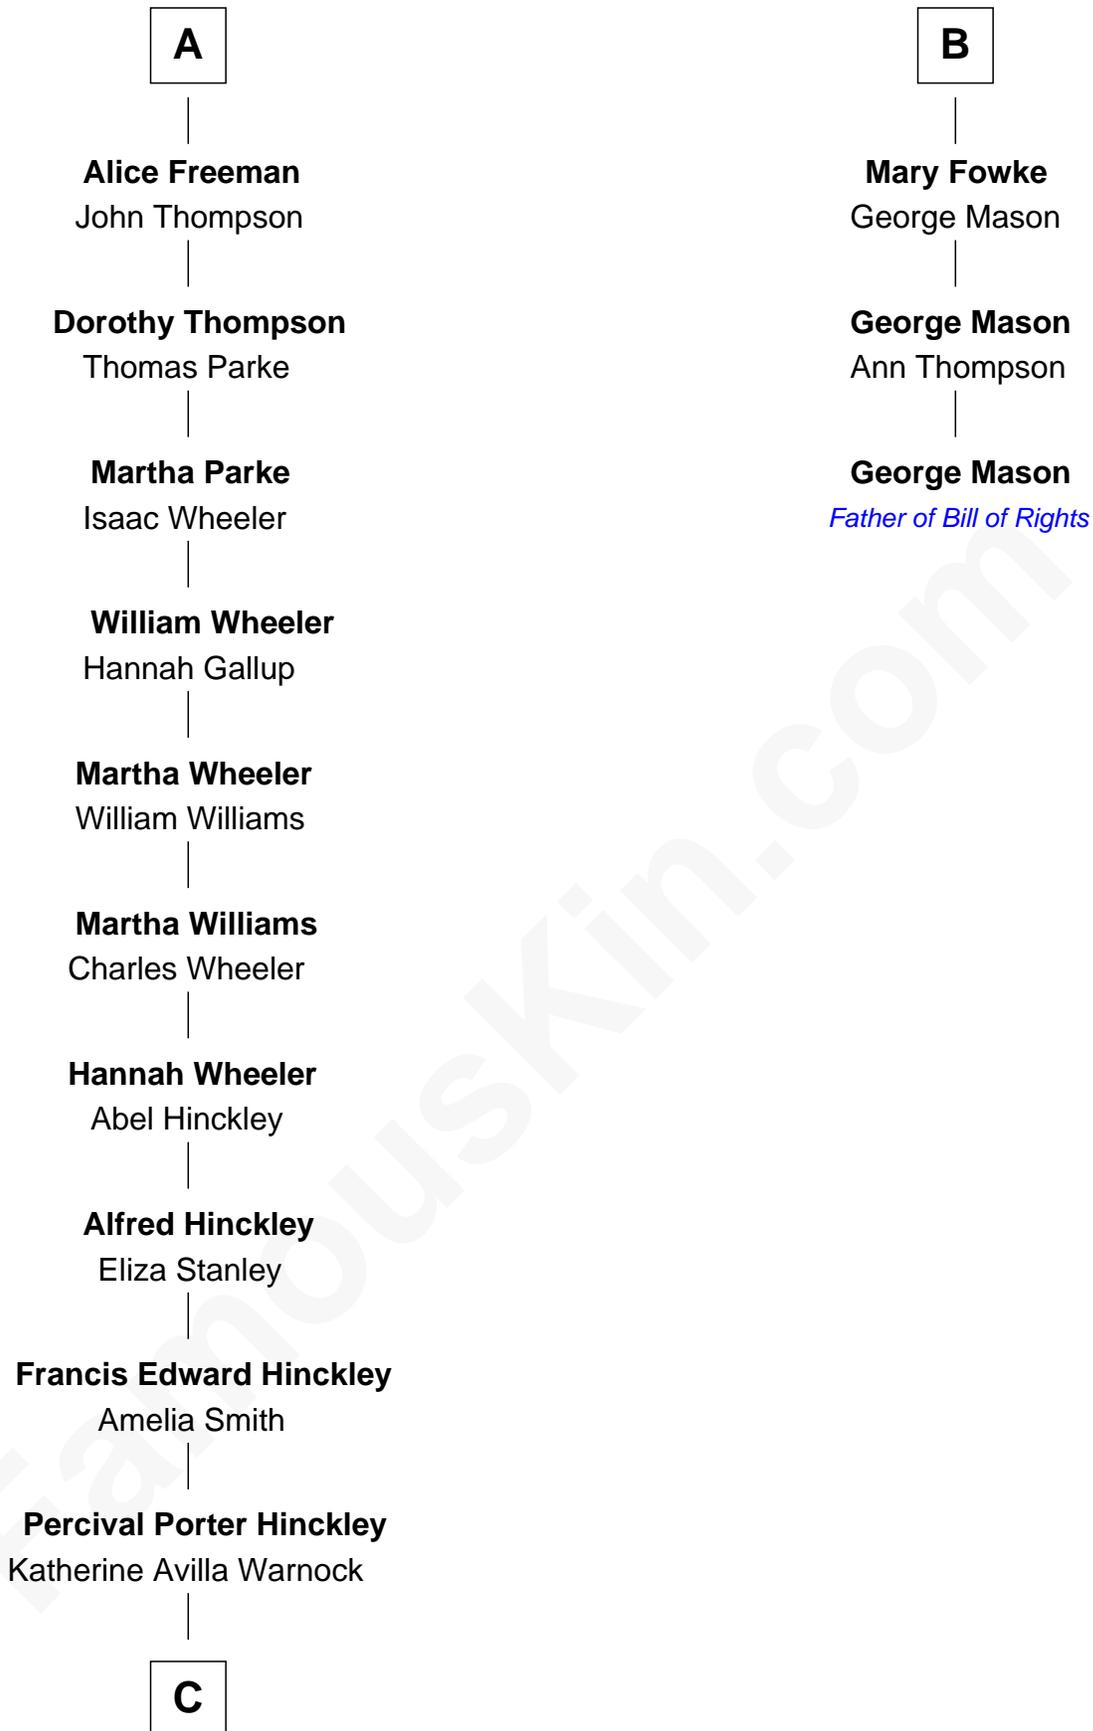 A
Alice Freeman
John Thompson
Dorothy Thompson
Thomas Parke
Martha Parke
Isaac Wheeler
William Wheeler
Hannah Gallup
Martha Wheeler
William Williams
Martha Williams
Charles Wheeler
Hannah Wheeler
Abel Hinckley
Alfred Hinckley
Eliza Stanley
Francis Edward Hinckley
Amelia Smith
Percival Porter Hinckley
Katherine Avilla Warnock
C
B
Mary Fowke
George Mason
George Mason
Ann Thompson
George Mason
Father of Bill of Rights
FamousKin.com